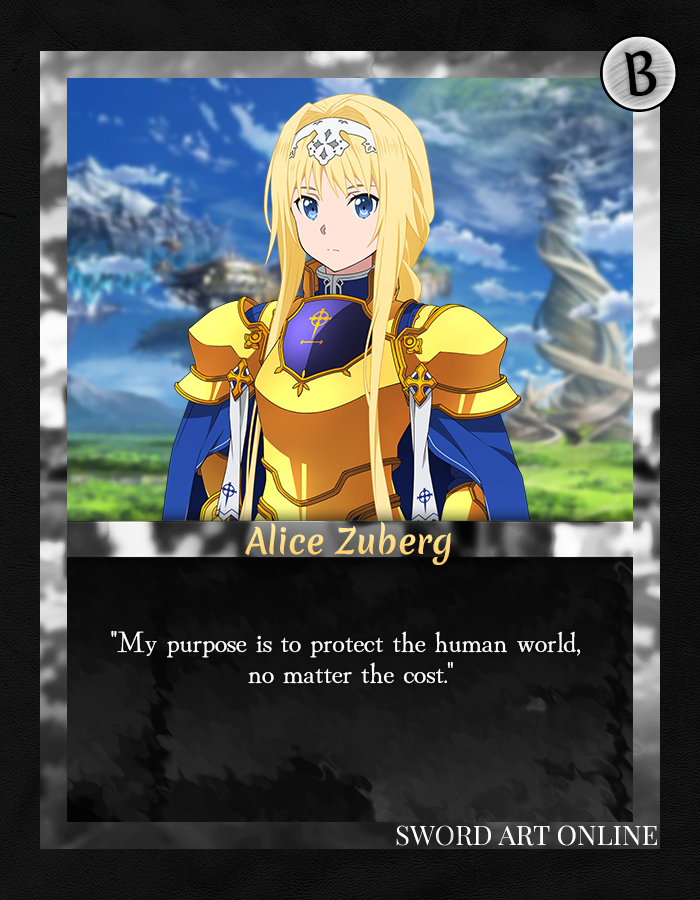 B
Alice Zuberg
"My purpose is to protect the human world,
no matter the cost."
SWORD ART ONLINE